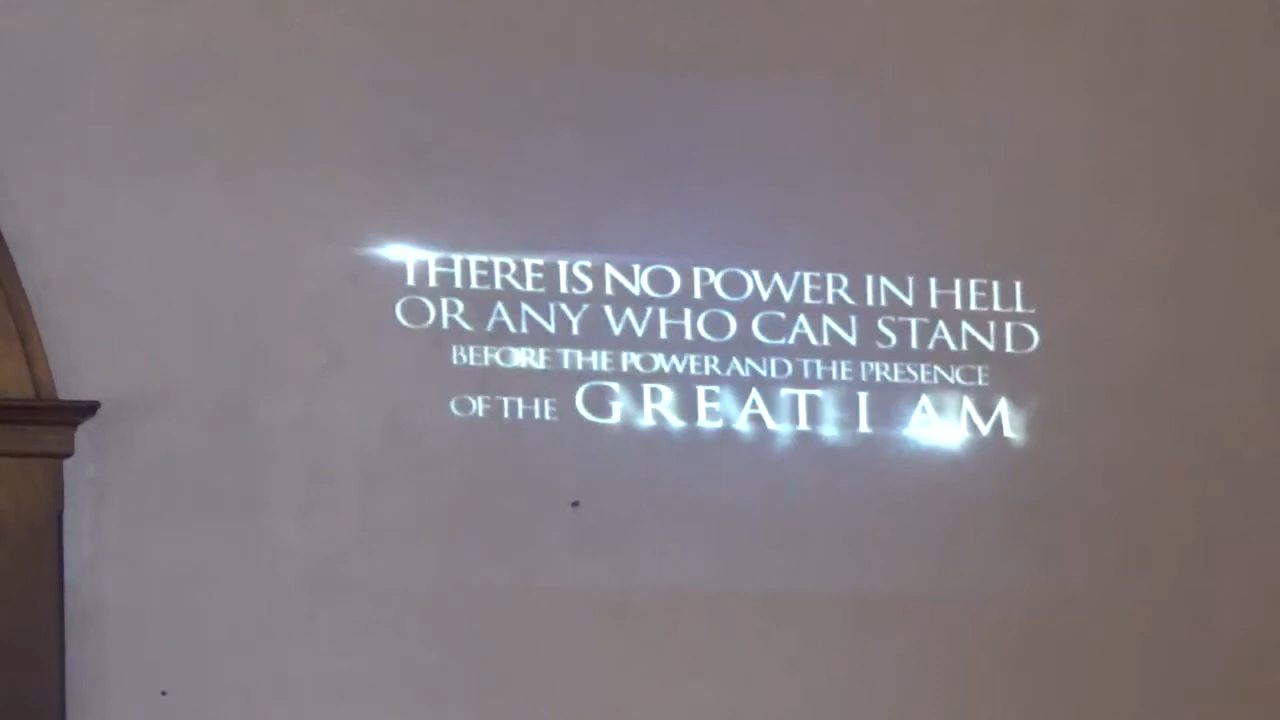 THERE IS NO POWER IN HELL
OR ANY WHO CAN STAND
BEFORE THE POWER AND THE PRESENCE
OF THE GREAT I AM